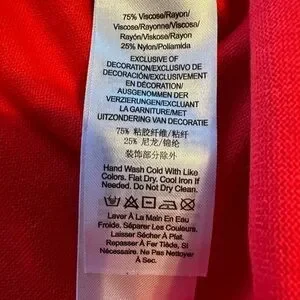 75% Viscose/Rayon/
Viscose/Rayonne/Viscosa/
Rayón/Viskose/Rayon
25% Nylon/Poliamida
EXCLUSIVE OF
DECORATION/EXCLUSIVO DE
DECORACIÓN/EXCLUSIVEMENT
EN DÉCORATION/
AUSGENOMMEN DER
VERZIERUNGEN/EXCLUANT
LA GARNITURE/MET
UITZONDERING VAN DECORATIE
75% 粘胶纤维/粘纤
25% 尼龙/锦纶
装饰部分除外
Hand Wash Cold With Like
Colors. Flat Dry. Cool Iron If
Needed. Do Not Dry Clean.
Laver À La Main En Eau
Froide. Séparer Les Couleurs.
Laisser Sécher À Plat.
Repasser À Fer Tiède, Si
Nécessaire. Ne Pas Nettoyer
À Sec.